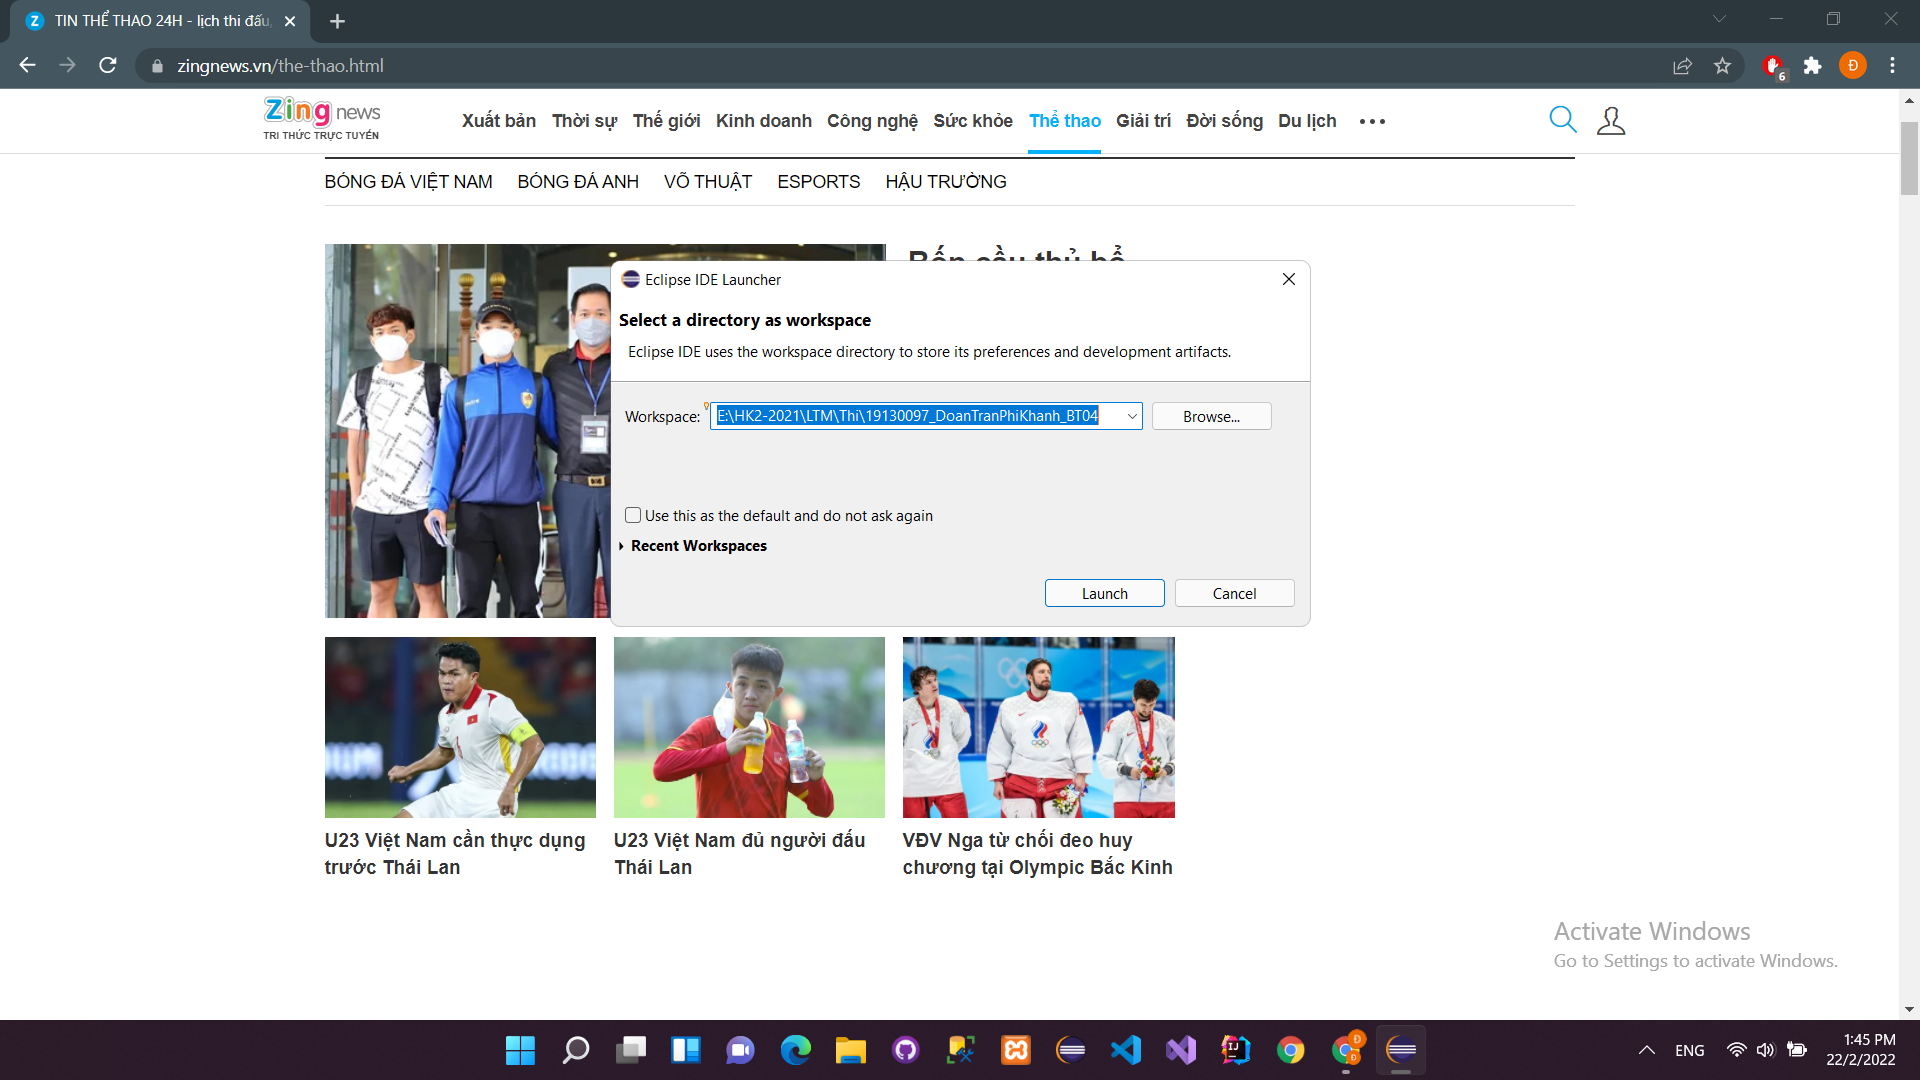 TIN THỂ THAO 24H - lịch thi đấu,
zingnews.vn/the-thao.html
Đ
6
Zing news
TRI THỨC TRỰC TUYẾN
Xuất bản Thời sự Thế giới Kinh doanh Công nghệ Sức khỏe Thể thao Giải trí Đời sống Du lịch
BÓNG ĐÁ VIỆT NAM BÓNG ĐÁ ANH VÕ THUẬT ESPORTS HẬU TRƯỜNG
Bến cầu thủ bể
Eclipse IDE Launcher
Select a directory as workspace
Eclipse IDE uses the workspace directory to store its preferences and development artifacts.
Workspace: E:\HK2-2021\LTM\Thi\19130097_DoanTranPhiKhanh_BT04 Browse...
Use this as the default and do not ask again
Recent Workspaces
Launch Cancel
U23 Việt Nam cần thực dụng
trước Thái Lan
U23 Việt Nam đủ người đấu
Thái Lan
VĐV Nga từ chối đeo huy
chương tại Olympic Bắc Kinh
Activate Windows
Go to Settings to activate Windows.
ENG
1:45 PM
22/2/2022